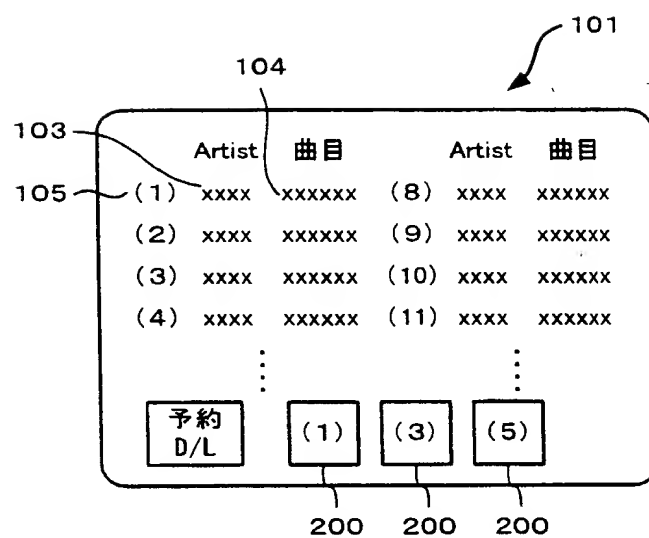 101
104
103
Artist 曲目 Artist 曲目
105 (1) xxxx xxxxxx (8) xxxx xxxxxx
(2) xxxx xxxxxx (9) xxxx xxxxxx
(3) xxxx xxxxxx (10) xxxx xxxxxx
(4) xxxx xxxxxx (11) xxxx xxxxxx
予約
D/L (1) (3) (5)
200 200 200